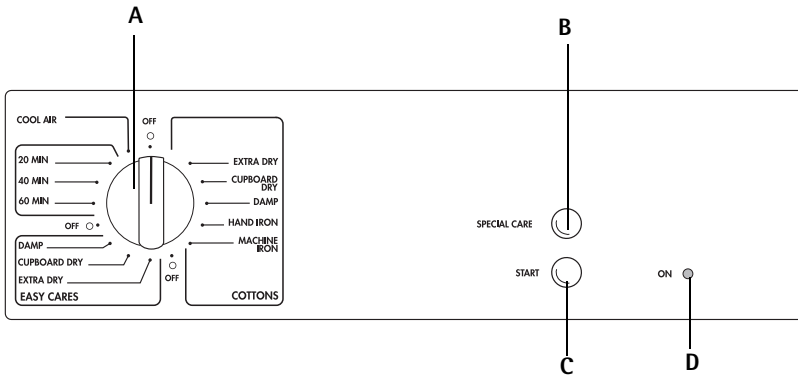 A
B
COOL AIR
OFF
20 MIN
40 MIN
60 MIN
OFF
DAMP
CUPBOARD DRY
EXTRA DRY
EASY CARES
EXTRA DRY
CUPBOARD
DRY
DAMP
HAND IRON
MACHINE
IRON
OFF
COTTONS
SPECIAL CARE
START
ON
C
D